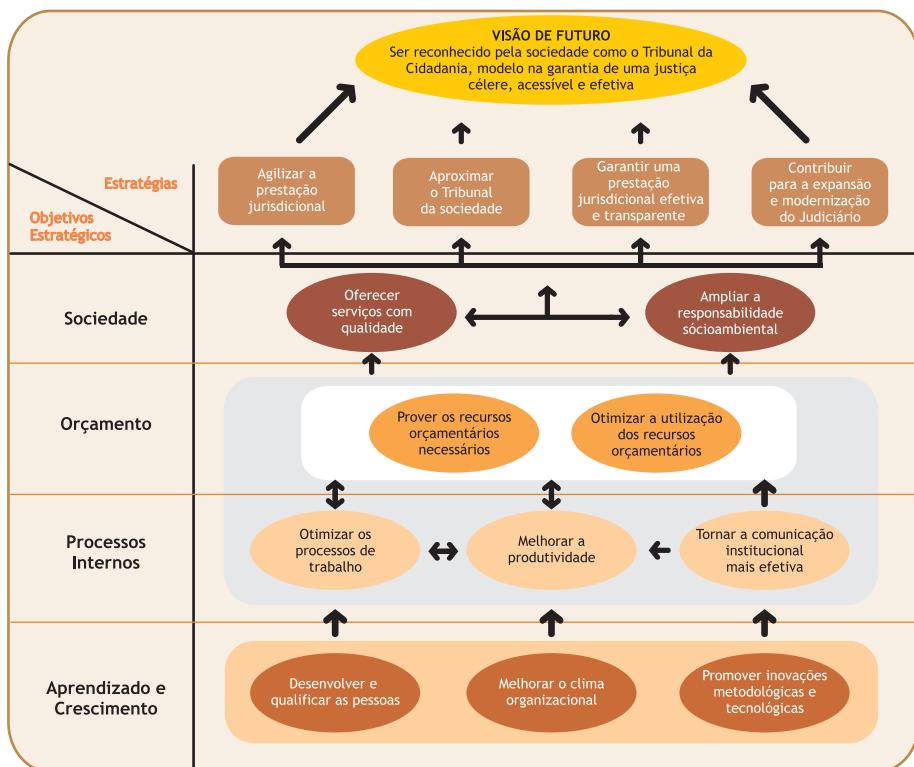 VISÃO DE FUTURO
Ser reconhecido pela sociedade como o Tribunal da
Cidadania, modelo na garantia de uma justiça
célere, acessível e efetiva
Estratégias
Objetivos
Estratégicos
Agilizar a
prestação
jurisdicional
Aproximar
o Tribunal
da sociedade
Garantir uma
prestação
jurisdicional efetiva
e transparente
Contribuir
para a expansão
e modernização
do Judiciário
Sociedade
Oferecer
serviços com
qualidade
Ampliar a
responsabilidade
sócioambiental
Orçamento
Prover os recursos
orçamentários
necessários
Otimizar a utilização
dos recursos
orçamentários
Processos
Internos
Otimizar os
processos de
trabalho
Melhorar a
produtividade
Tornar a comunicação
institucional
mais efetiva
Aprendizado e
Crescimento
Desenvolver e
qualificar as pessoas
Melhorar o clima
organizacional
Promover inovações
metodológicas e
tecnológicas